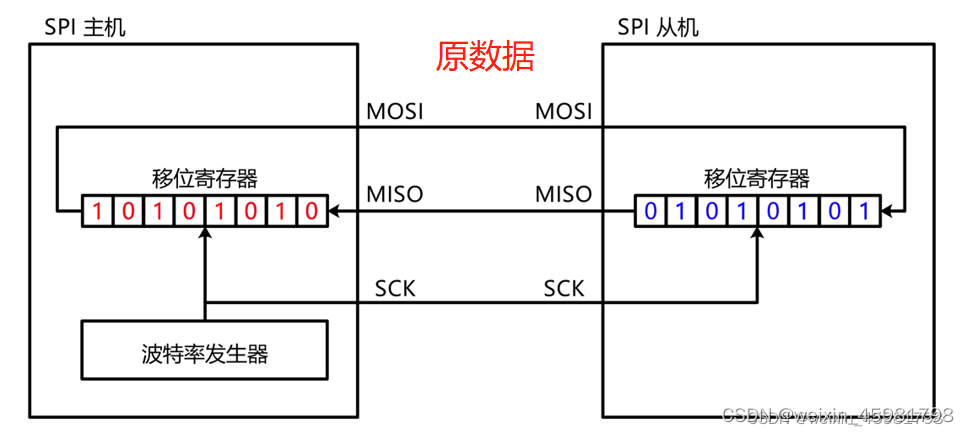 SPI 主机
SPI 从机
原数据
MOSI
MOSI
移位寄存器
移位寄存器
MISO
MISO
1 0 1 0 1 0 1 0
0 1 0 1 0 1 0 1
SCK
SCK
波特率发生器
CSDN @weixin_45981798